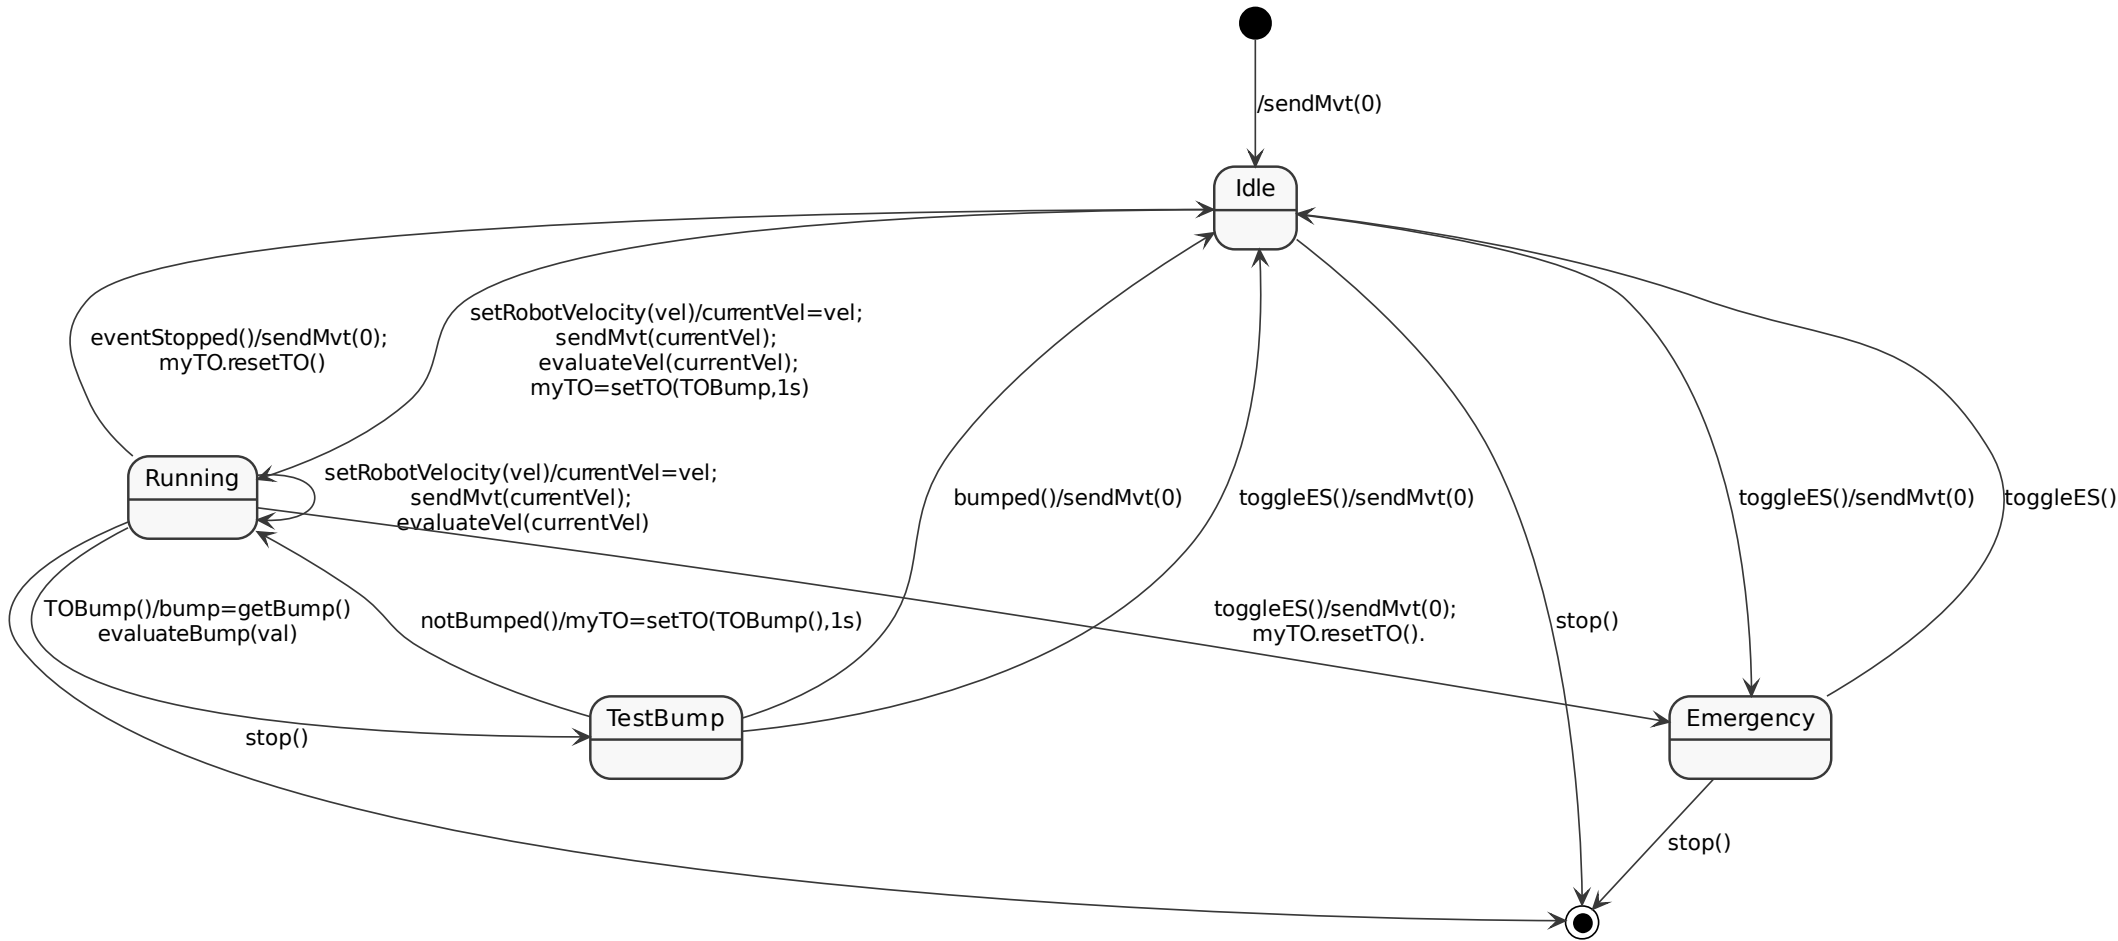 /sendMvt(0)
Idle
eventStopped()/sendMvt(0);
myTO.resetTO()
setRobotVelocity(vel)/currentVel=vel;
sendMvt(currentVel);
evaluateVel(currentVel);
myTO=setTO(TOBump,1s)
Running
setRobotVelocity(vel)/currentVel=vel;
sendMvt(currentVel);
evaluateVel(currentVel)
bumped()/sendMvt(0)
toggleES()/sendMvt(0)
toggleES()/sendMvt(0)
toggleES()
TOBump()/bump=getBump()
evaluateBump(val)
notBumped()/myTO=setTO(TOBump(),1s)
toggleES()/sendMvt(0);
myTO.resetTO().
stop()
stop()
TestBump
Emergency
stop()